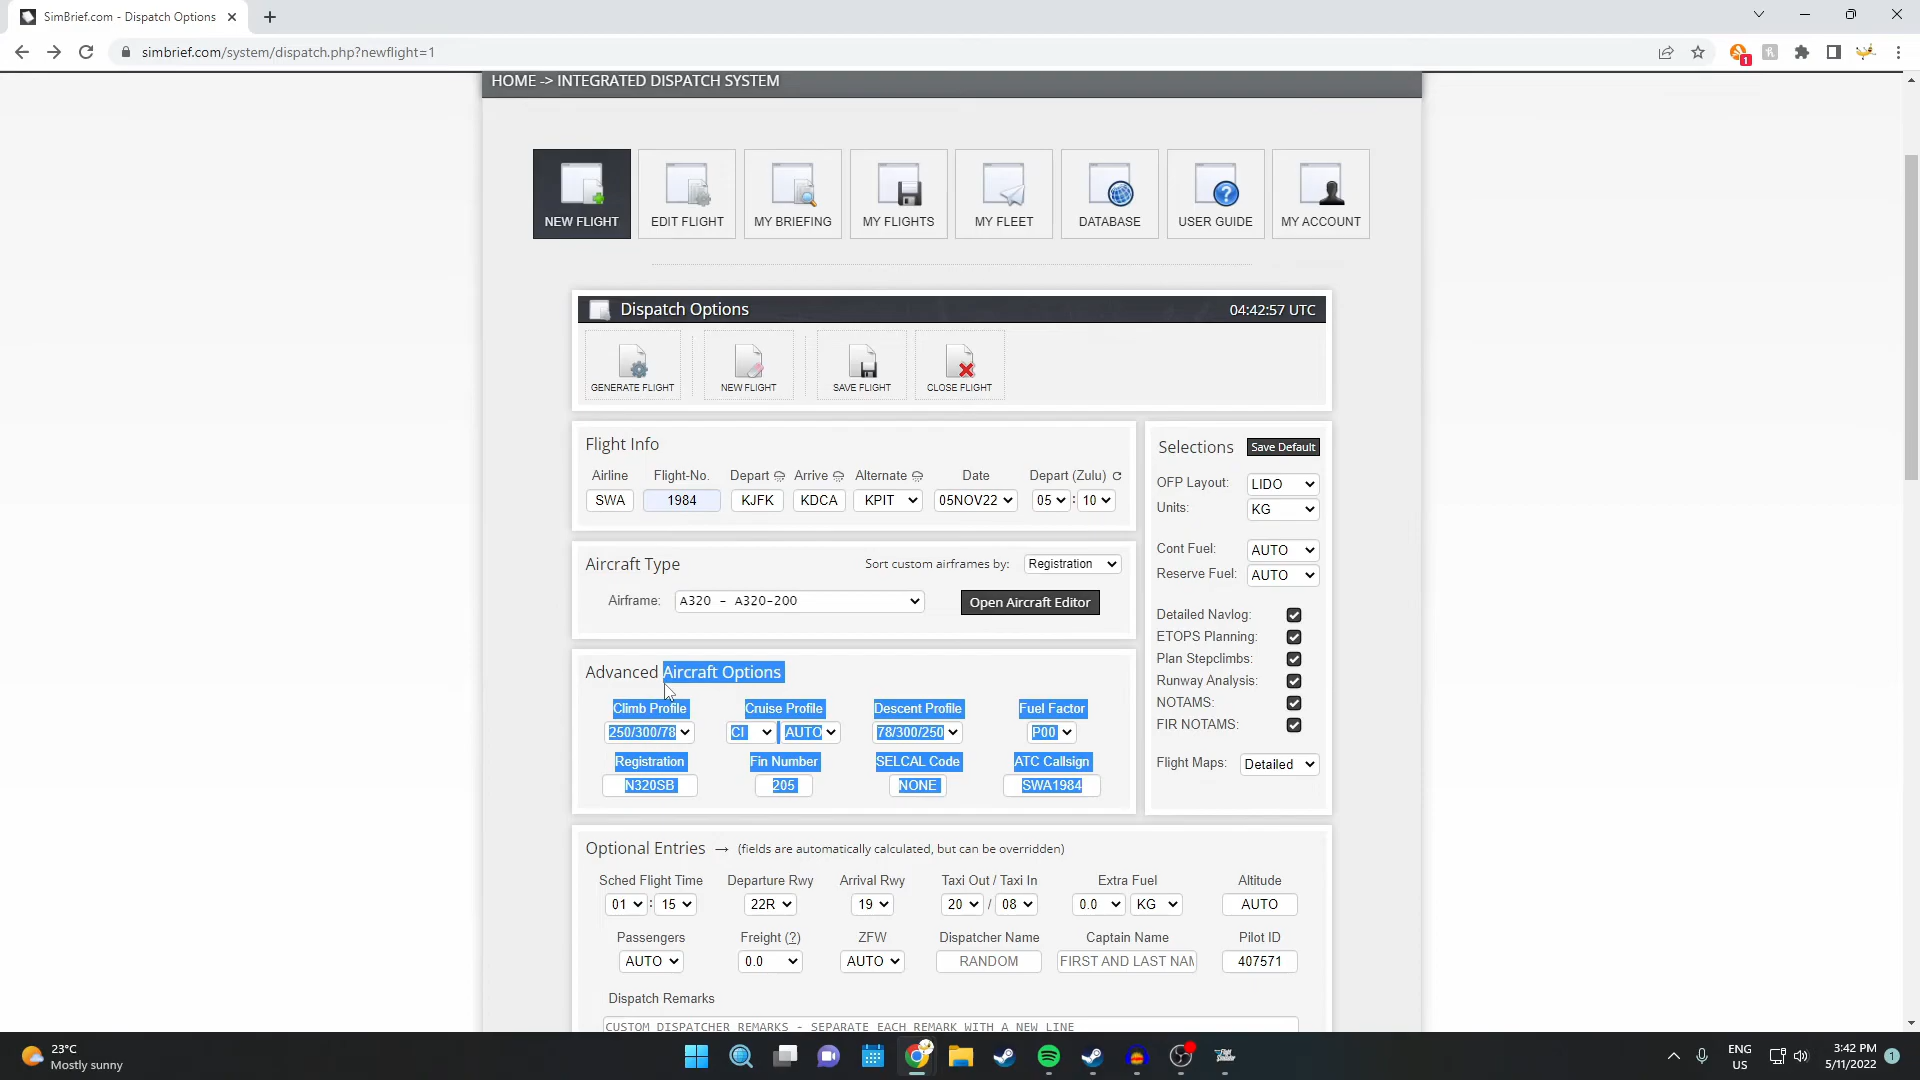 SimBrief.com - Dispatch Options
simbrief.com/system/dispatch.php?newflight=1
1
HOME -> INTEGRATED DISPATCH SYSTEM
NEW FLIGHT EDIT FLIGHT MY BRIEFING MY FLIGHTS MY FLEET DATABASE USER GUIDE MY ACCOUNT
Dispatch Options 04:42:57 UTC
GENERATE FLIGHT NEW FLIGHT SAVE FLIGHT CLOSE FLIGHT
Flight Info
Airline Flight-No. Depart Arrive Alternate Date Depart (Zulu)
SWA 1984 KJFK KDCA KPIT 05NOV22 05 : 10
Aircraft Type Sort custom airframes by: Registration
Airframe: A320 - A320-200 Open Aircraft Editor
Advanced Aircraft Options
Climb Profile Cruise Profile Descent Profile Fuel Factor
250/300/78 CI AUTO 78/300/250 P00
Registration Fin Number SELCAL Code ATC Callsign
N320SB 205 NONE SWA1984
Selections Save Default
OFP Layout: LIDO
Units: KG
Cont Fuel: AUTO
Reserve Fuel: AUTO
Detailed Navlog:
ETOPS Planning:
Plan Stepclimbs:
Runway Analysis:
NOTAMS:
FIR NOTAMS:
Flight Maps: Detailed
Optional Entries → (fields are automatically calculated, but can be overridden)
Sched Flight Time Departure Rwy Arrival Rwy Taxi Out / Taxi In Extra Fuel Altitude
01 : 15 22R 19 20 / 08 0.0 KG AUTO
Passengers Freight (?) ZFW Dispatcher Name Captain Name Pilot ID
AUTO 0.0 AUTO RANDOM FIRST AND LAST NAM 407571
Dispatch Remarks
CUSTOM DISPATCHER REMARKS - SEPARATE EACH REMARK WITH A NEW LINE
23°C
Mostly sunny
ENG
US
3:42 PM
5/11/2022
1